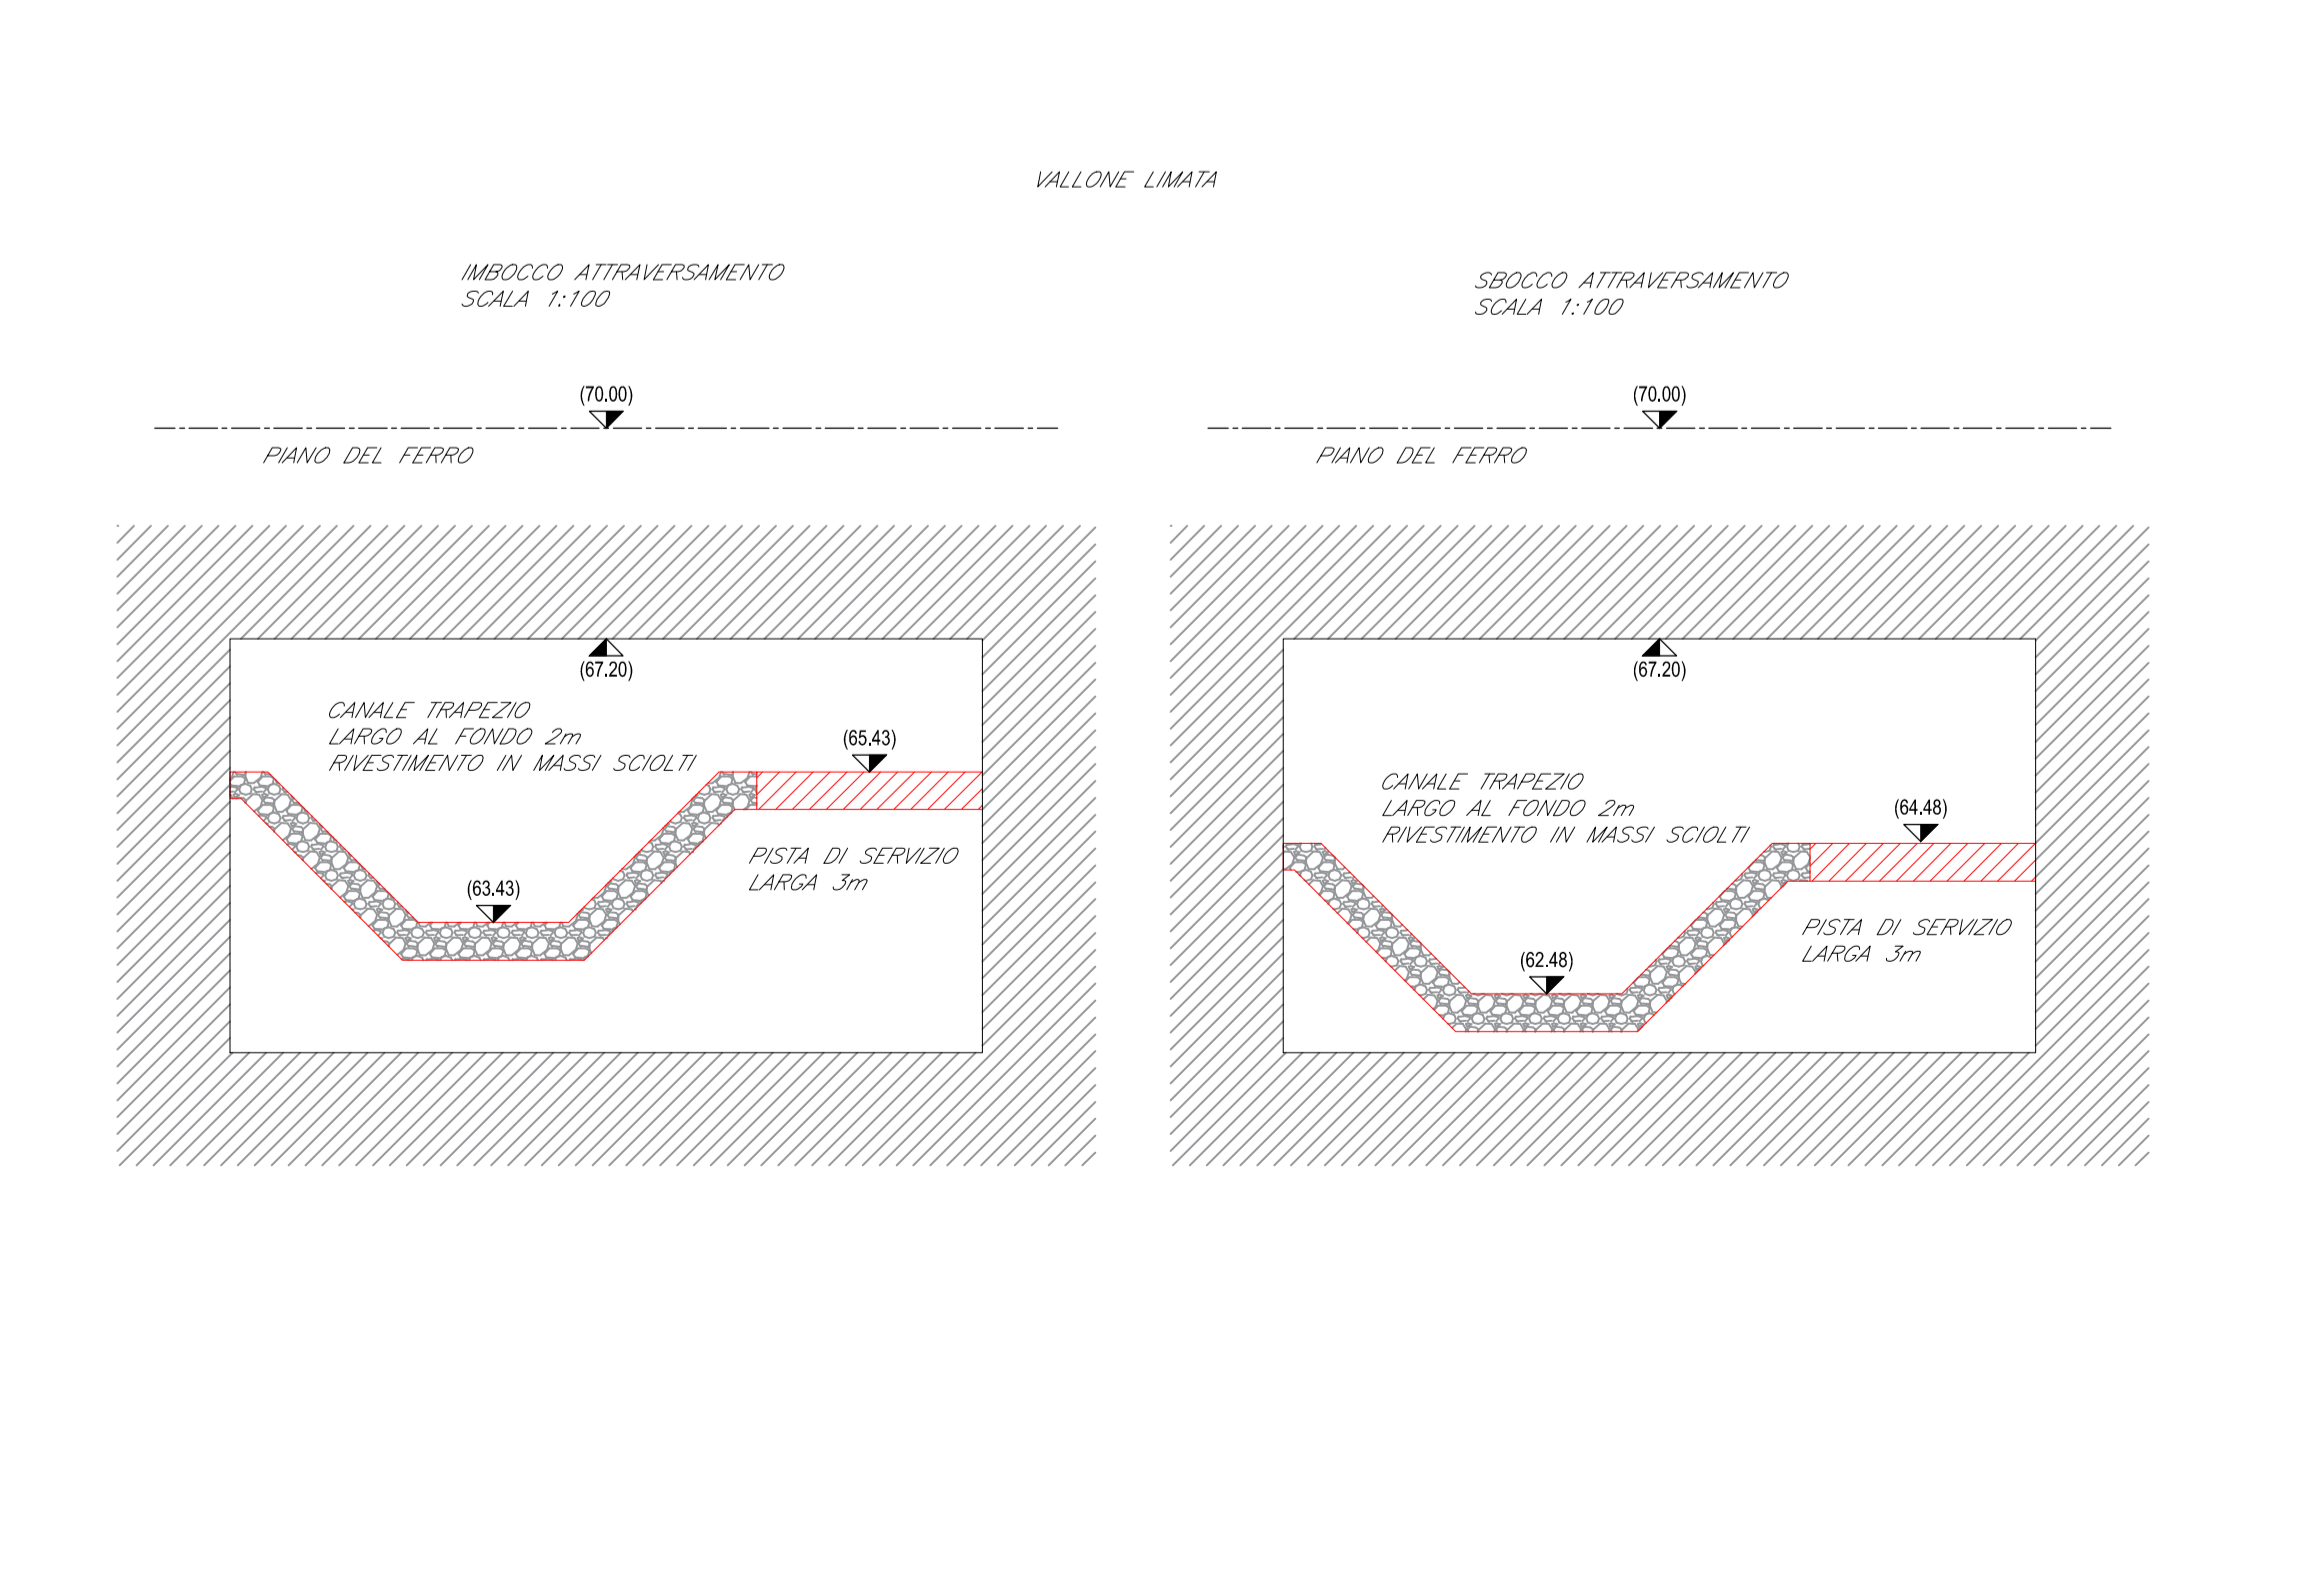 VALLONE LIMATA
IMBOCCO ATTRAVERSAMENTO
SCALA 1:100
(70.00)
PIANO DEL FERRO
(67.20)
CANALE TRAPEZIO
LARGO AL FONDO 2m
RIVESTIMENTO IN MASSI SCIOLTI
(65.43)
PISTA DI SERVIZIO
LARGA 3m
(63.43)
SBOCCO ATTRAVERSAMENTO
SCALA 1:100
(70.00)
PIANO DEL FERRO
(67.20)
CANALE TRAPEZIO
LARGO AL FONDO 2m
RIVESTIMENTO IN MASSI SCIOLTI
(64.48)
PISTA DI SERVIZIO
LARGA 3m
(62.48)